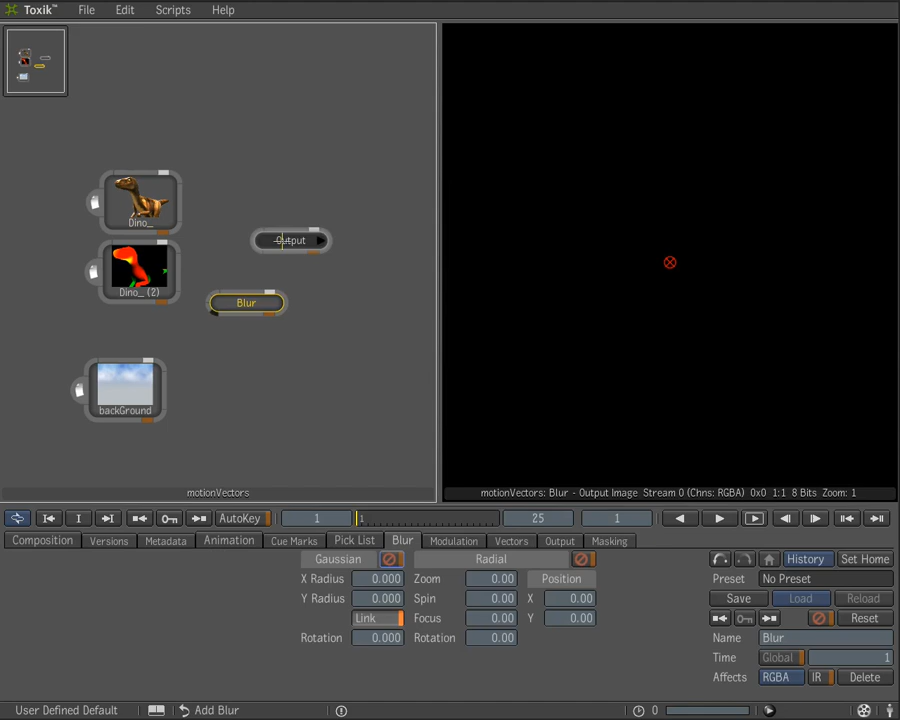 Toxik™ File Edit Scripts Help
Dino_
Output
Dino_ (2)
Blur
backGround
motionVectors
motionVectors: Blur - Output Image Stream 0 (Chns: RGBA) 0x0 1:1 8 Bits Zoom: 1
AutoKey 1 1 25 1
Composition Versions Metadata Animation Cue Marks Pick List Blur Modulation Vectors Output Masking
Gaussian Radial History Set Home
X Radius 0.000 Zoom 0.00 Position Preset No Preset
Y Radius 0.000 Spin 0.00 X 0.00 Save Load Reload
Link Focus 0.00 Y 0.00 Reset
Rotation 0.000 Rotation 0.00 Name Blur
Time Global 1
Affects RGBA IR Delete
User Defined Default Add Blur 0